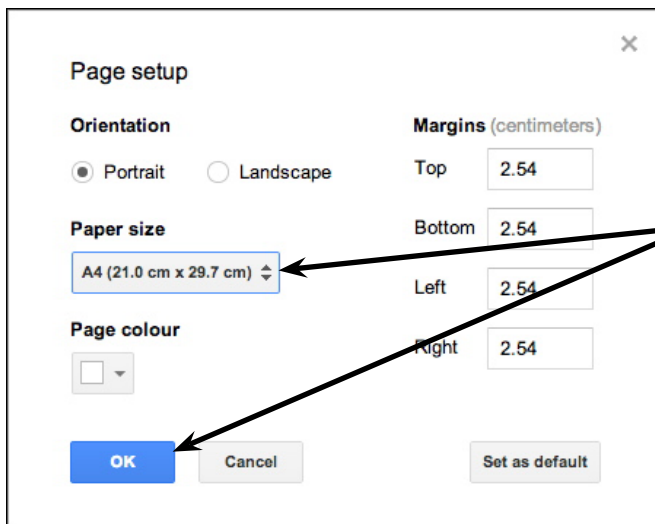 Page setup
Orientation
Portrait Landscape
Paper size
A4 (21.0 cm x 29.7 cm)
Page colour
Margins (centimeters)
Top 2.54
Bottom 2.54
Left 2.54
Right 2.54
OK Cancel Set as default